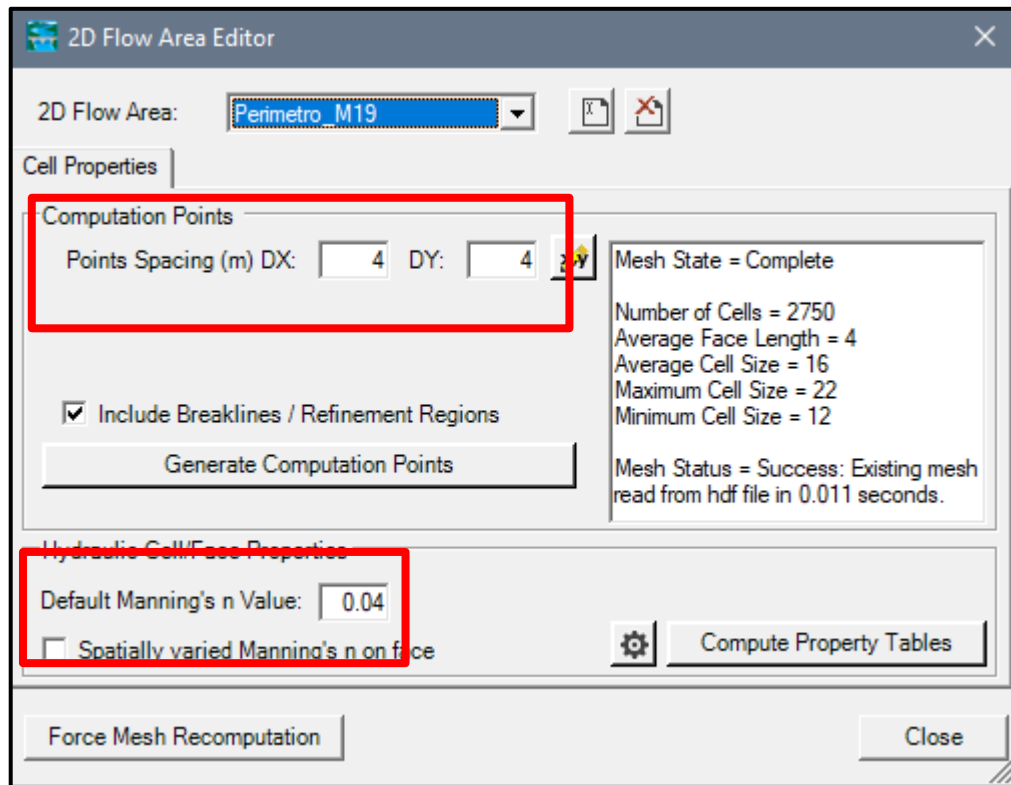 2D Flow Area Editor
2D Flow Area: Perimetro_M19
Cell Properties
Computation Points
Points Spacing (m) DX: 4 DY: 4
Mesh State = Complete
Number of Cells = 2750
Average Face Length = 4
Average Cell Size = 16
Maximum Cell Size = 22
Minimum Cell Size = 12
Mesh Status = Success: Existing mesh
read from hdf file in 0.011 seconds.
Include Breaklines / Refinement Regions
Generate Computation Points
Hydraulic Cell/Face Properties
Default Manning's n Value: 0.04
Spatially varied Manning's n on face
Compute Property Tables
Force Mesh Recomputation
Close